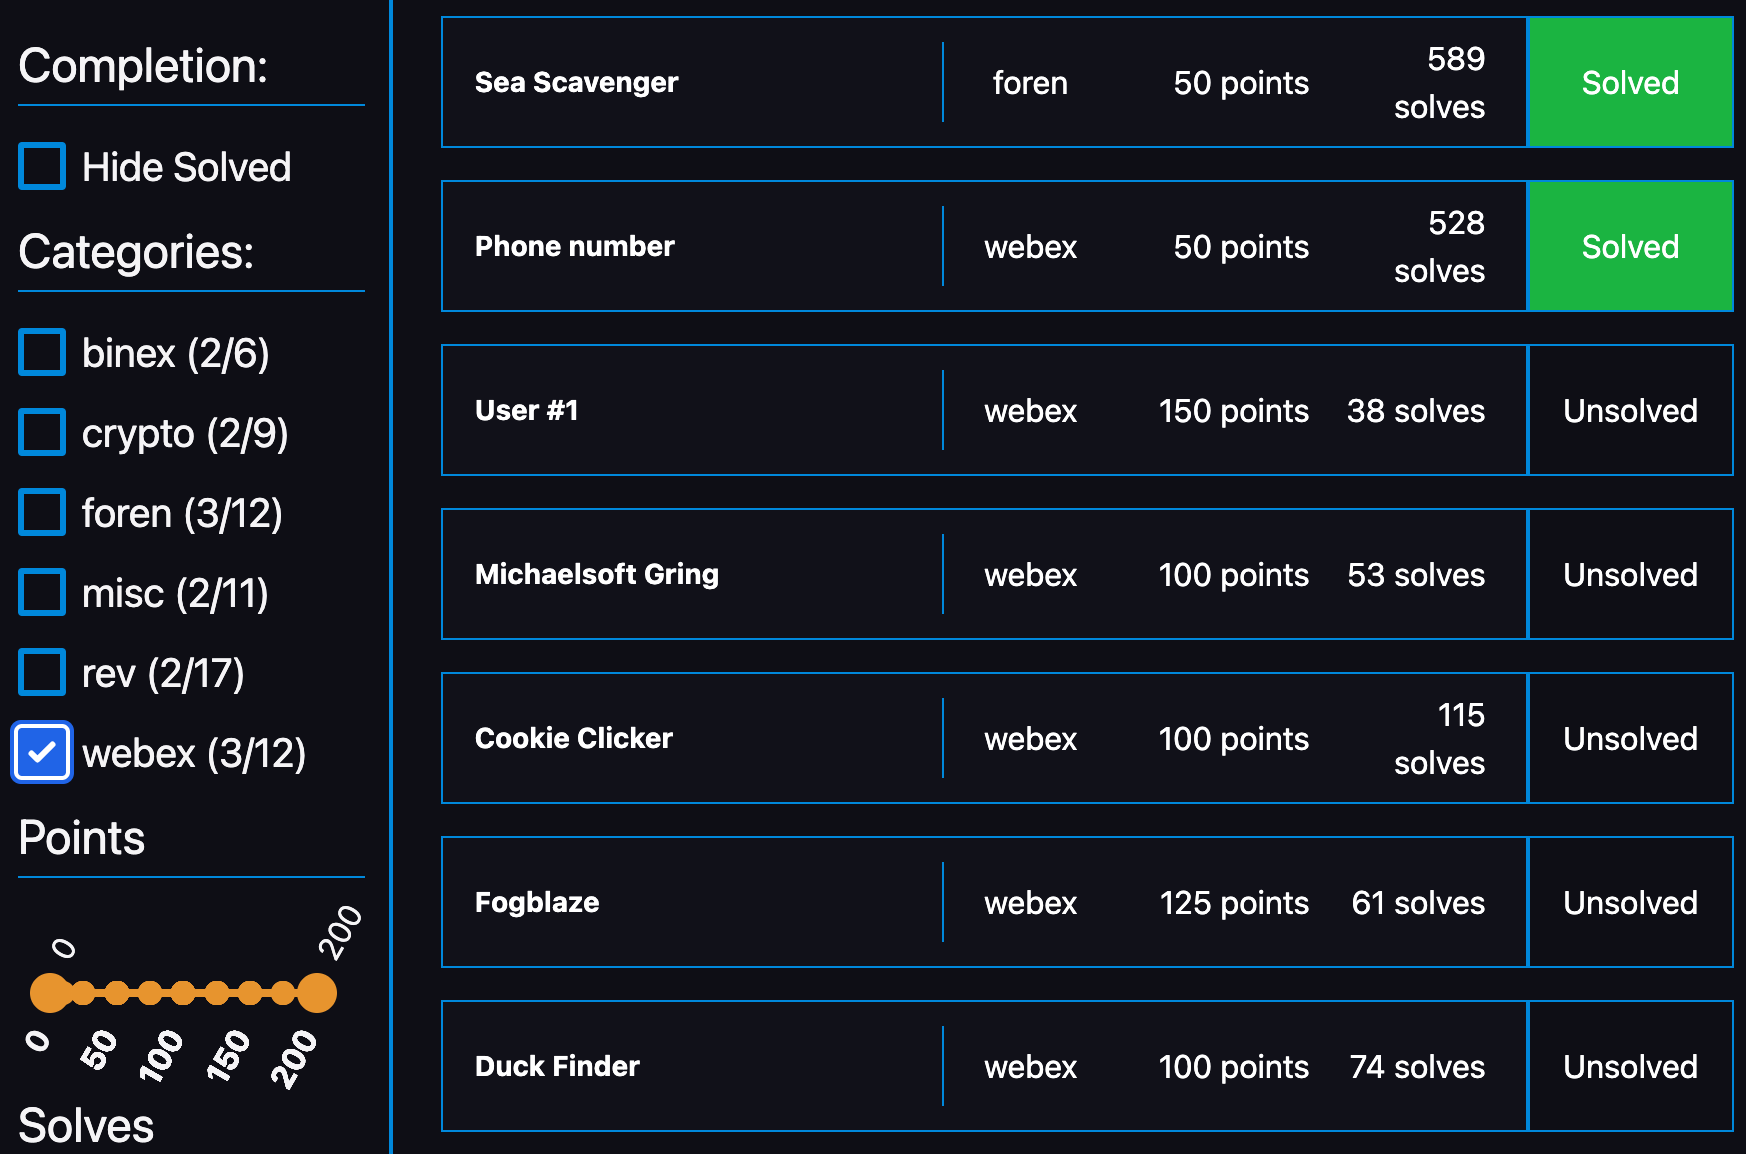 Completion:
Hide Solved
Categories:
binex (2/6)
crypto (2/9)
foren (3/12)
misc (2/11)
rev (2/17)
webex (3/12)
Points
0 200
0 50 100 150 200
Solves
Sea Scavenger foren 50 points 589 solves Solved
Phone number webex 50 points 528 solves Solved
User #1 webex 150 points 38 solves Unsolved
Michaelsoft Gring webex 100 points 53 solves Unsolved
Cookie Clicker webex 100 points 115 solves Unsolved
Fogblaze webex 125 points 61 solves Unsolved
Duck Finder webex 100 points 74 solves Unsolved